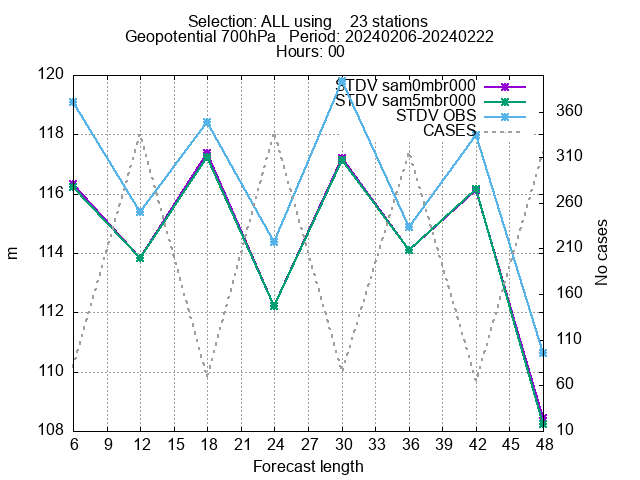 Selection: ALL using    23 stations
Geopotential 700hPa   Period: 20240206-20240222
Hours: 00
STDV sam0mbr000
STDV sam5mbr000
STDV OBS
CASES
120
118
116
114
112
110
108
m
360
310
260
210
160
110
60
10
No cases
6 9 12 15 18 21 24 27 30 33 36 39 42 45 48
Forecast length